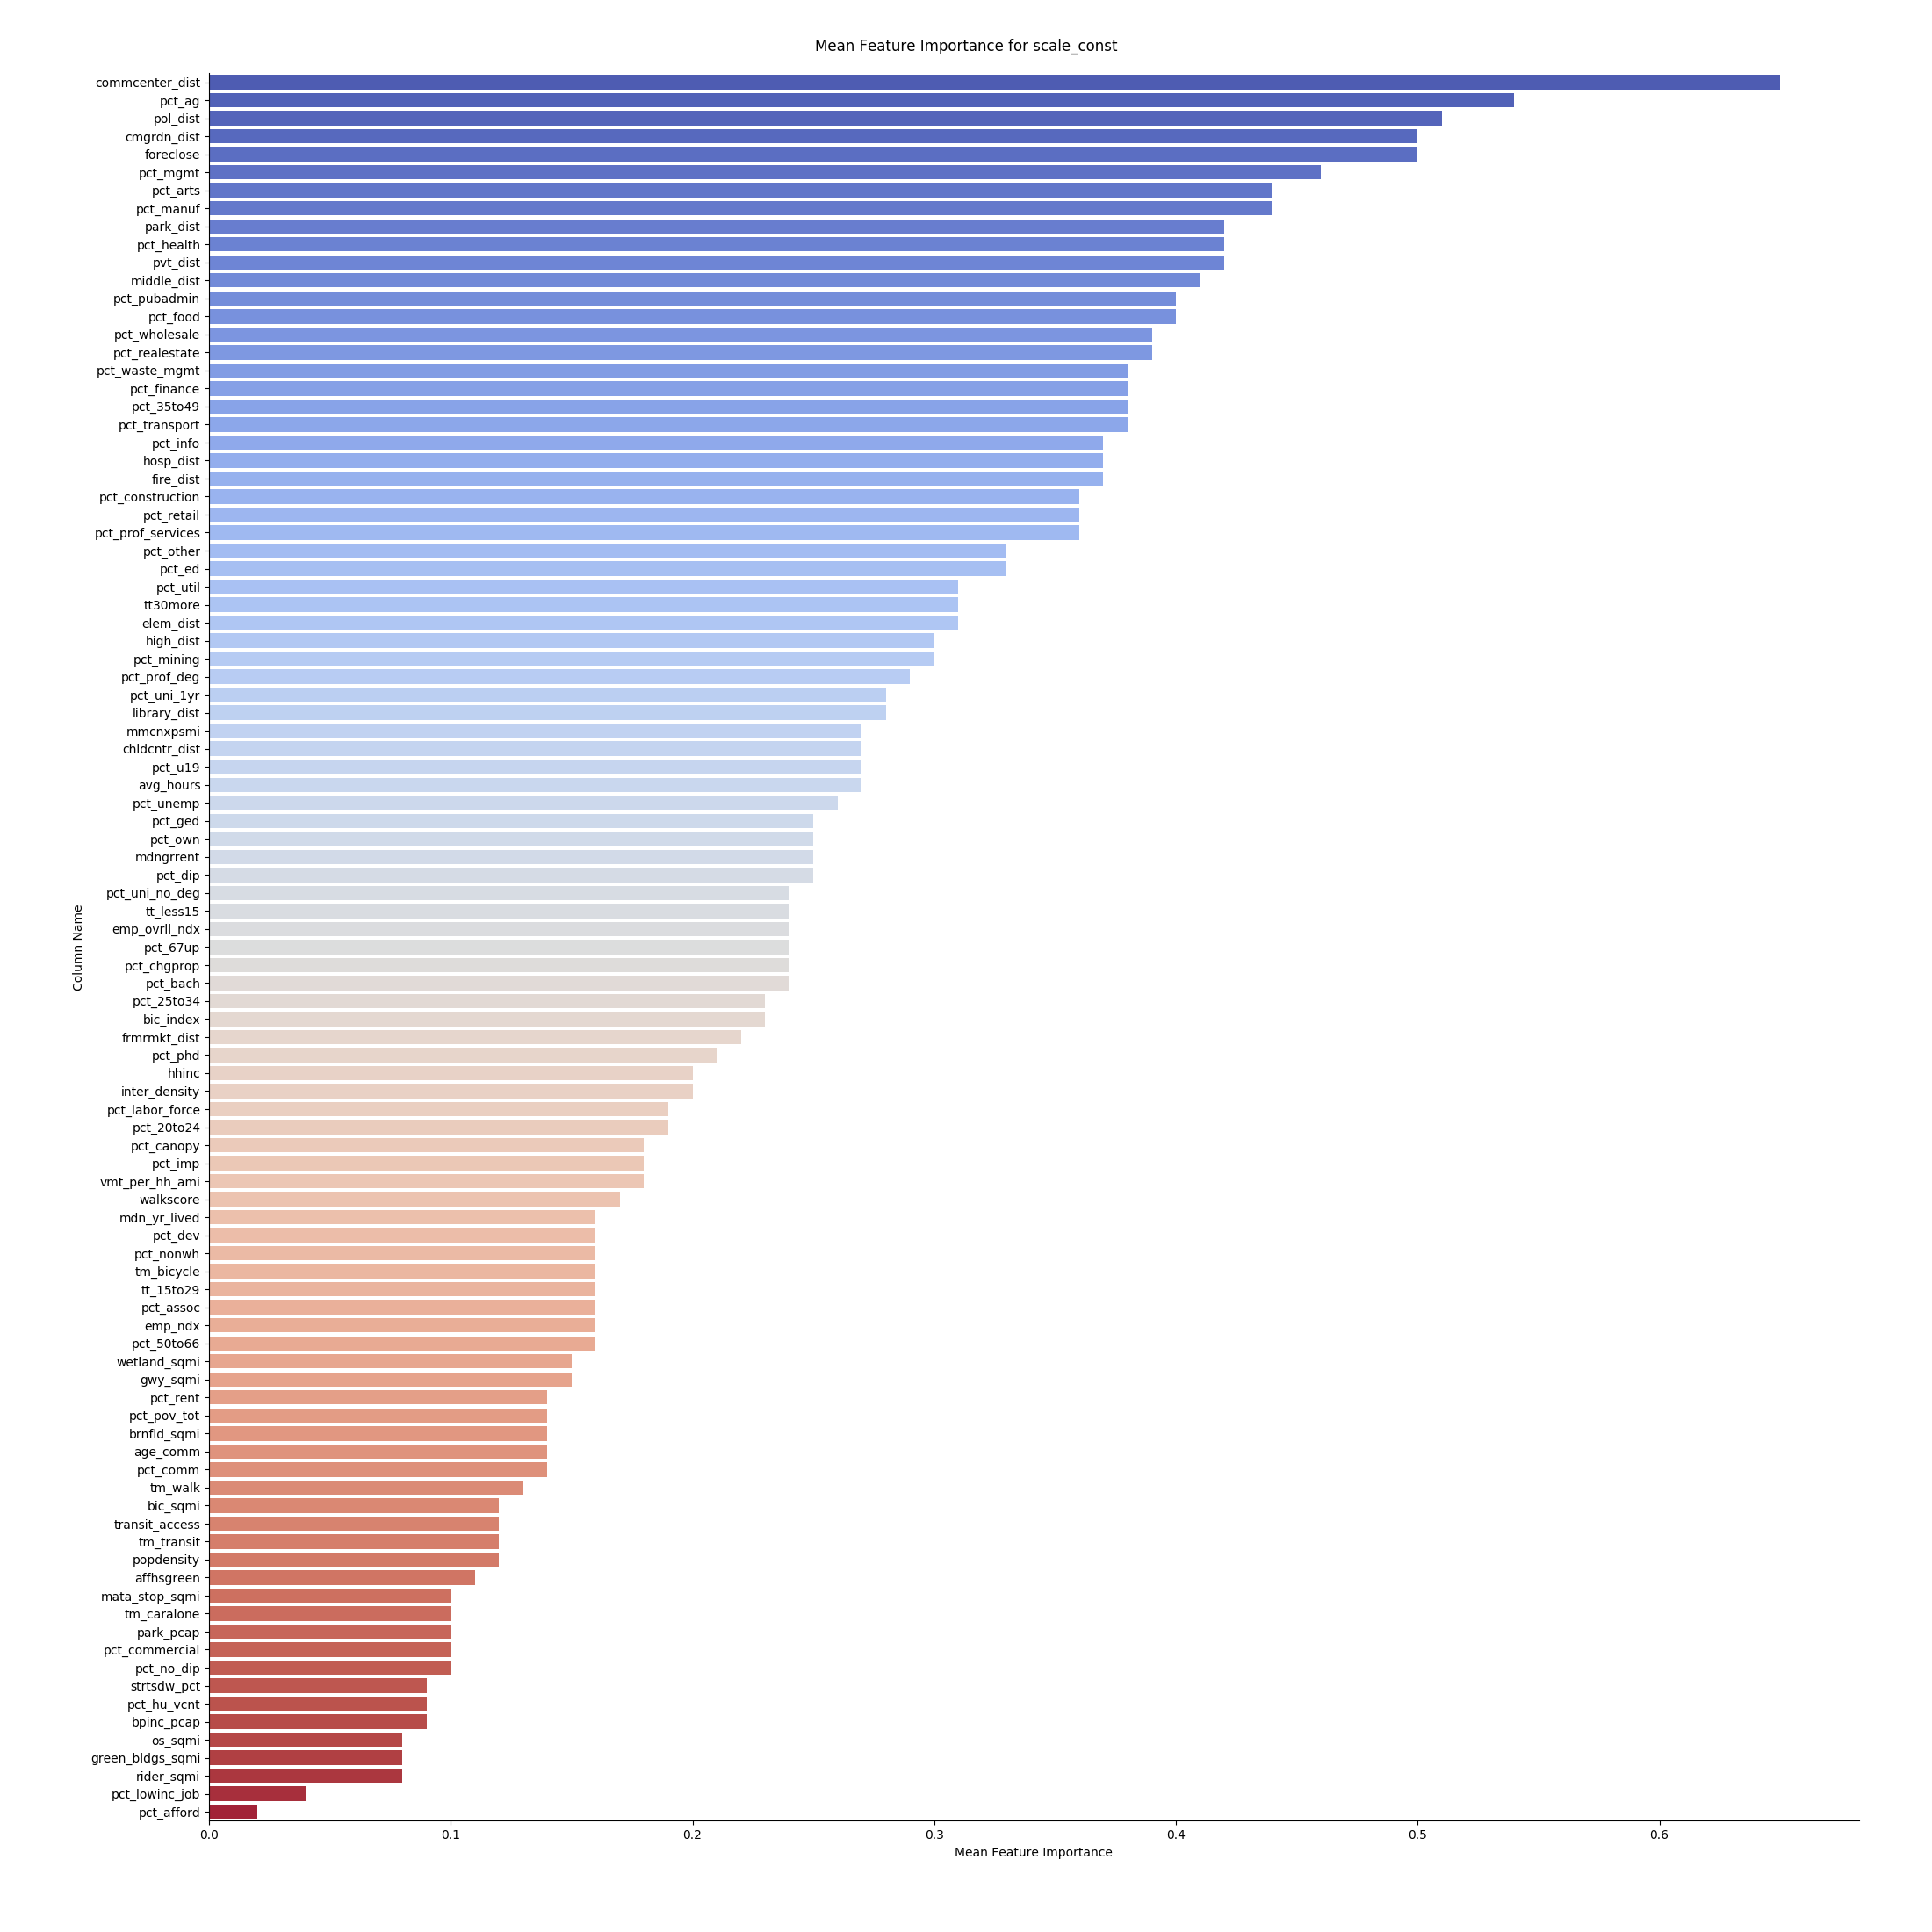 Mean Feature Importance for scale_const
commcenter_dist
pct_ag
pol_dist
cmgrdn_dist
foreclose
pct_mgmt
pct_arts
pct_manuf
park_dist
pct_health
pvt_dist
middle_dist
pct_pubadmin
pct_food
pct_wholesale
pct_realestate
pct_waste_mgmt
pct_finance
pct_35to49
pct_transport
pct_info
hosp_dist
fire_dist
pct_construction
pct_retail
pct_prof_services
pct_other
pct_ed
pct_util
tt30more
elem_dist
high_dist
pct_mining
pct_prof_deg
pct_uni_1yr
library_dist
mmcnxpsmi
chldcntr_dist
pct_u19
avg_hours
pct_unemp
pct_ged
pct_own
mdngrrent
pct_dip
pct_uni_no_deg
tt_less15
emp_ovrll_ndx
pct_67up
pct_chgprop
pct_bach
pct_25to34
bic_index
frmrmkt_dist
pct_phd
hhinc
inter_density
pct_labor_force
pct_20to24
pct_canopy
pct_imp
vmt_per_hh_ami
walkscore
mdn_yr_lived
pct_dev
pct_nonwh
tm_bicycle
tt_15to29
pct_assoc
emp_ndx
pct_50to66
wetland_sqmi
gwy_sqmi
pct_rent
pct_pov_tot
brnfld_sqmi
age_comm
pct_comm
tm_walk
bic_sqmi
transit_access
tm_transit
popdensity
affhsgreen
mata_stop_sqmi
tm_caralone
park_pcap
pct_commercial
pct_no_dip
strtsdw_pct
pct_hu_vcnt
bpinc_pcap
os_sqmi
green_bldgs_sqmi
rider_sqmi
pct_lowinc_job
pct_afford
Column Name
0.0 0.1 0.2 0.3 0.4 0.5 0.6
Mean Feature Importance